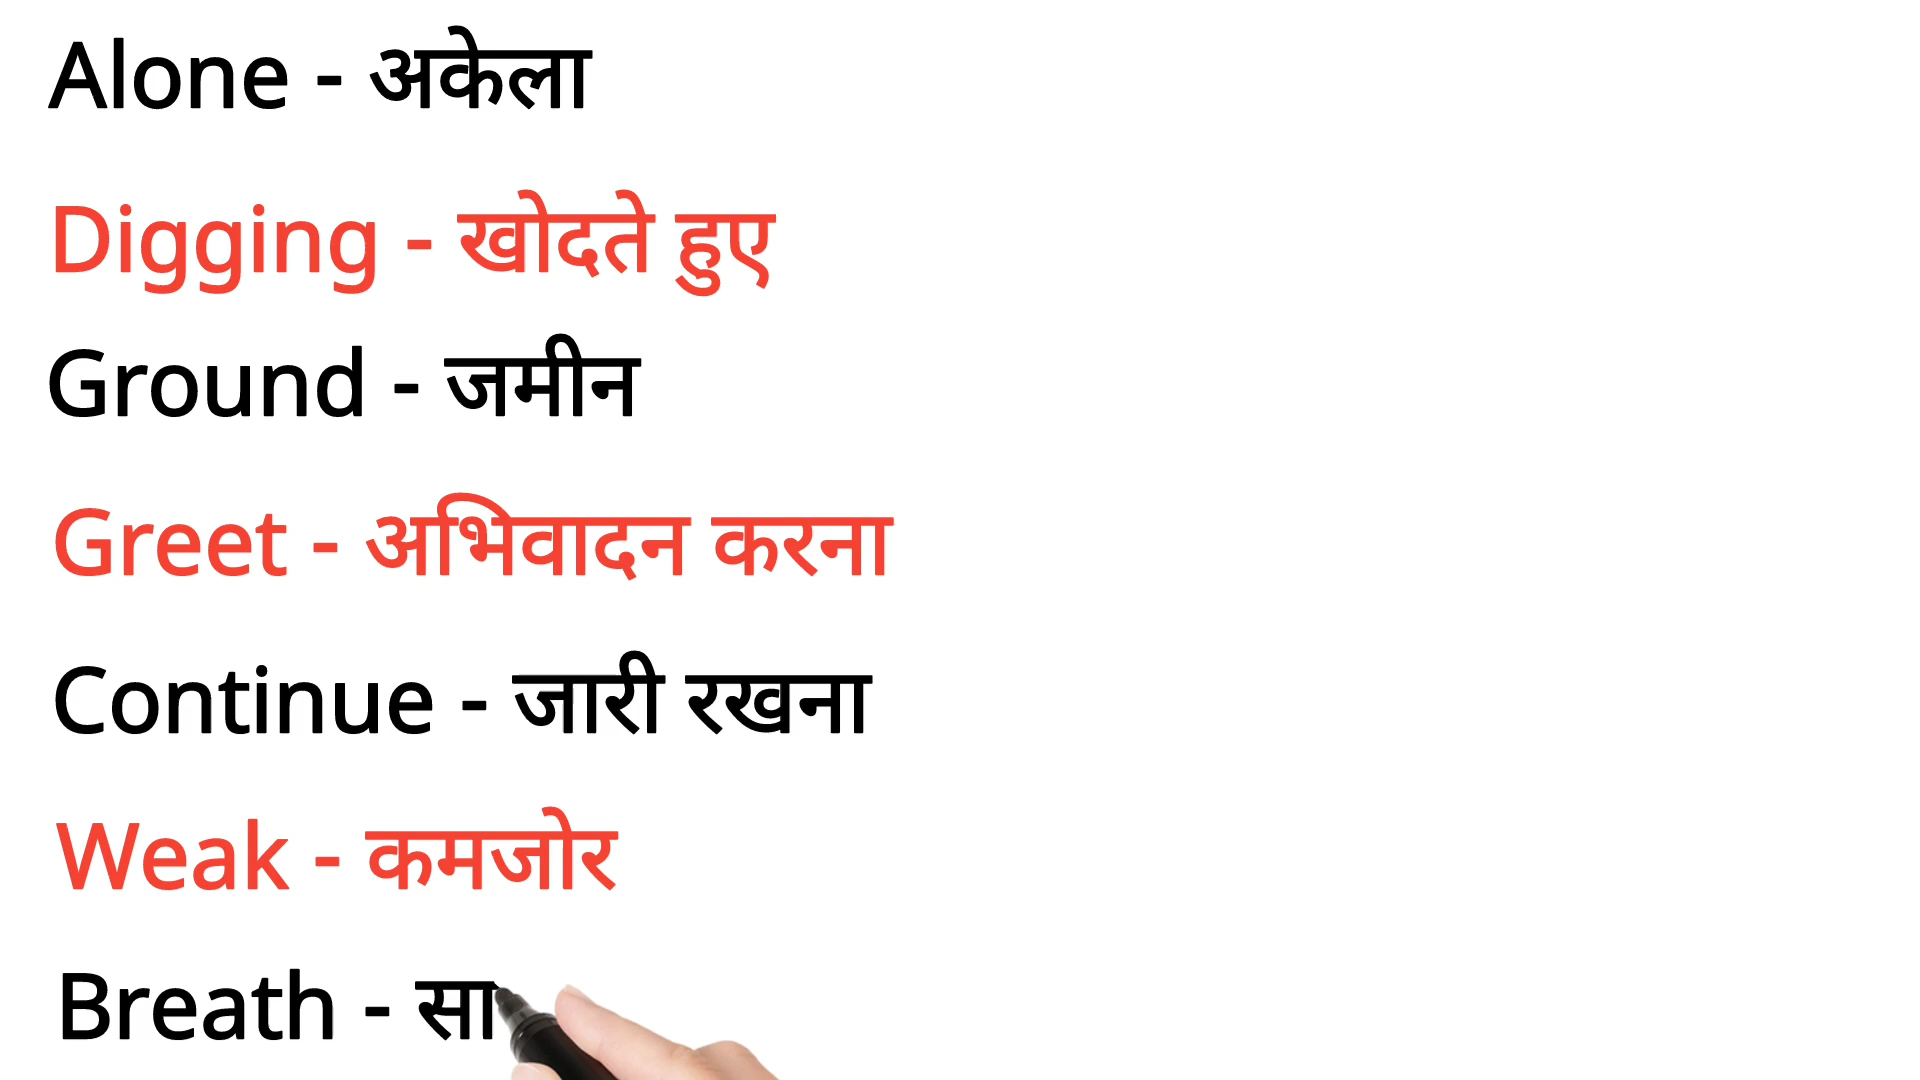 Alone - अकेला
Digging - खोदते हुए
Ground - जमीन
Greet - अभिवादन करना
Continue - जारी रखना
Weak - कमजोर
Breath - सा